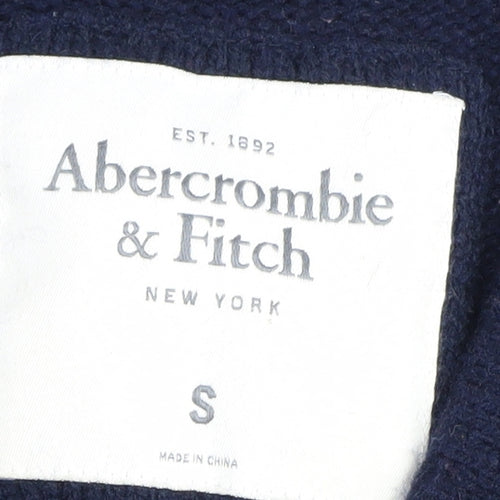 EST. 1892
Abercrombie
& Fitch
NEW YORK
S
MADE IN CHINA